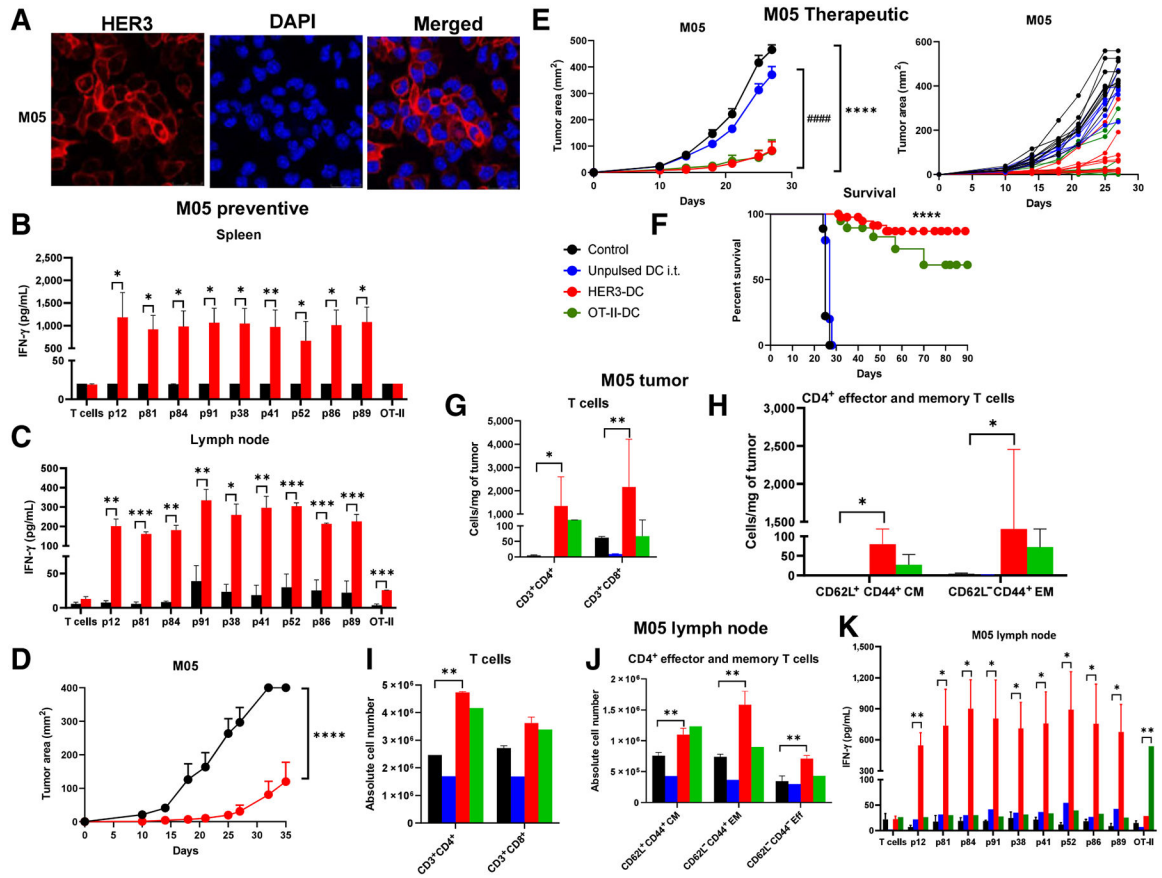 A
HER3
DAPI
Merged
M05
M05 preventive
B
Spleen
IFN-γ (pg/mL)
2,500
2,000
1,500
1,000
500
50
0
* * * * * ** * * *
T cells p12 p81 p84 p91 p38 p41 p52 p86 p89 OT-II
C
Lymph node
IFN-γ (pg/mL)
400
300
200
100
50
0
** *** ** ** * ** *** *** *** ***
T cells p12 p81 p84 p91 p38 p41 p52 p86 p89 OT-II
D
M05
Tumor area (mm²)
400
300
200
100
0
0 5 10 15 20 25 30 35
Days
****
E
M05 Therapeutic
M05
Tumor area (mm²)
500
400
300
200
100
0
0 10 20 30
Days
####
****
M05
Tumor area (mm²)
600
400
200
0
0 5 10 15 20 25 30
Days
F
Survival
Percent survival
100
50
0
0 10 20 30 40 50 60 70 80 90
Days
****
Control
Unpulsed DC i.t.
HER3-DC
OT-II-DC
M05 tumor
G
T cells
Cells/mg of tumor
5,000
4,000
3,000
2,000
1,000
100
50
0
* **
CD3⁺CD4⁺
CD3⁺CD8⁺
H
CD4⁺ effector and memory T cells
Cells/mg of tumor
3,000
1,500
100
50
0
* *
CD62L⁺ CD44⁺ CM
CD62L⁻CD44⁺ EM
M05 lymph node
I
T cells
Absolute cell number
5 × 10⁶
4 × 10⁶
3 × 10⁶
2 × 10⁶
1 × 10⁶
0
**
CD3⁺CD4⁺
CD3⁺CD8⁺
J
CD4⁺ effector and memory T cells
Absolute cell number
2 × 10⁶
1 × 10⁶
5 × 10⁵
0
** ** **
CD62L⁺ CD44⁺ CM
CD62L⁻ CD44⁺ EM
CD62L⁻ CD44⁻ Eff
K
M05 lymph node
IFN-γ (pg/mL)
1,200
900
600
300
50
0
** * * * * * * * * **
T cells p12 p81 p84 p91 p38 p41 p52 p86 p89 OT-II